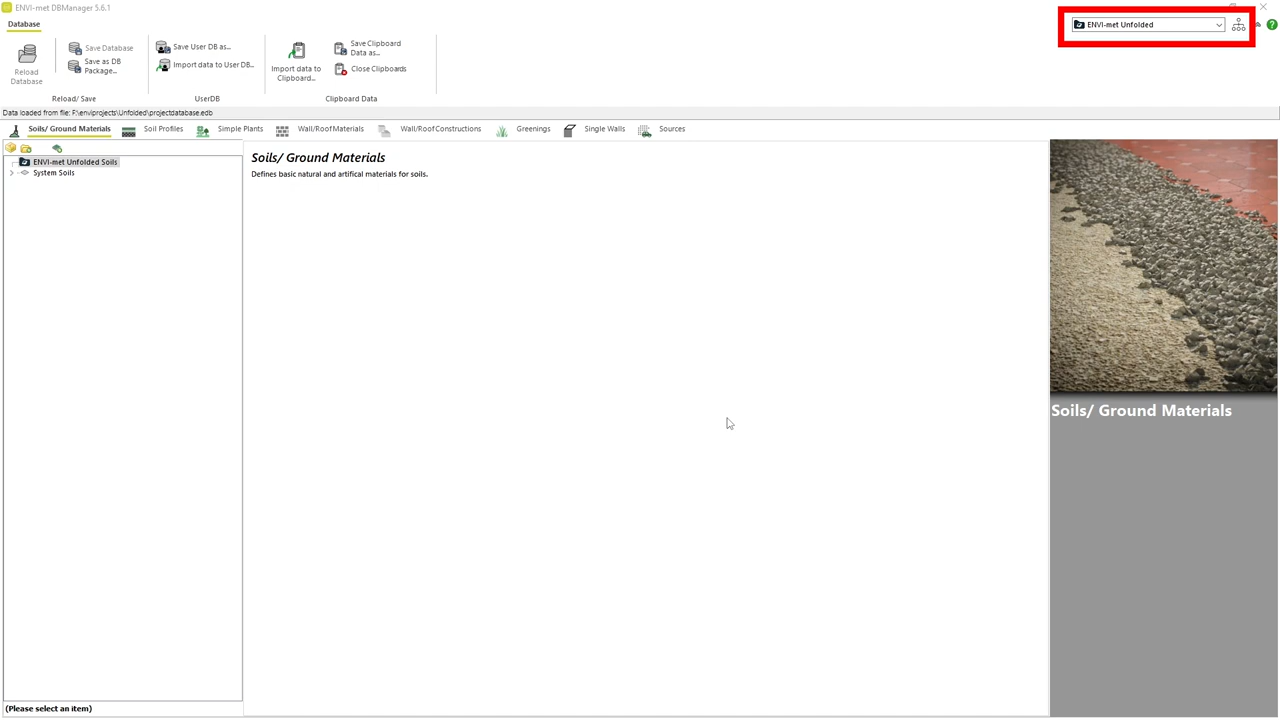 ENVI-met DBManager 5.6.1
Database
ENVI-met Unfolded
Reload
Database
Save Database
Save as DB
Package...
Reload/ Save
Save User DB as...
Import data to User DB..
UserDB
Import data to
Clipboard...
Save Clipboard
Data as...
Close Clipboards
Clipboard Data
Data loaded from file: F:\enviprojects\Unfolded\projectdatabase.edb
Soils/ Ground Materials
Soil Profiles
Simple Plants
Wall/RoofMaterials
Wall/RoofConstructions
Greenings
Single Walls
Sources
ENVI-met Unfolded Soils
System Soils
Soils/ Ground Materials
Defines basic natural and artifical materials for soils.
Soils/ Ground Materials
(Please select an item)